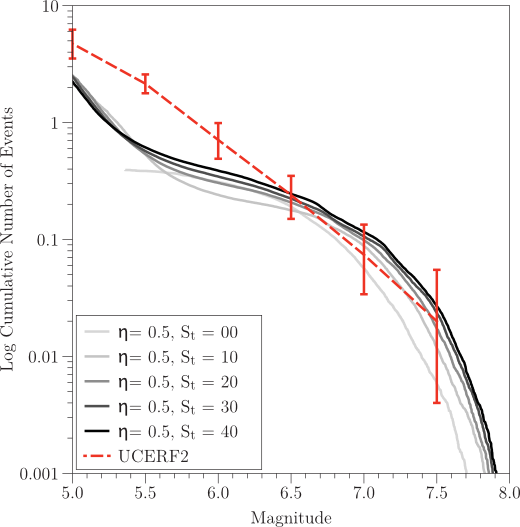 10
1
0.1
0.01
0.001
Log Cumulative Number of Events
η= 0.5, St = 00
η= 0.5, St = 10
η= 0.5, St = 20
η= 0.5, St = 30
η= 0.5, St = 40
UCERF2
5.0 5.5 6.0 6.5 7.0 7.5 8.0
Magnitude